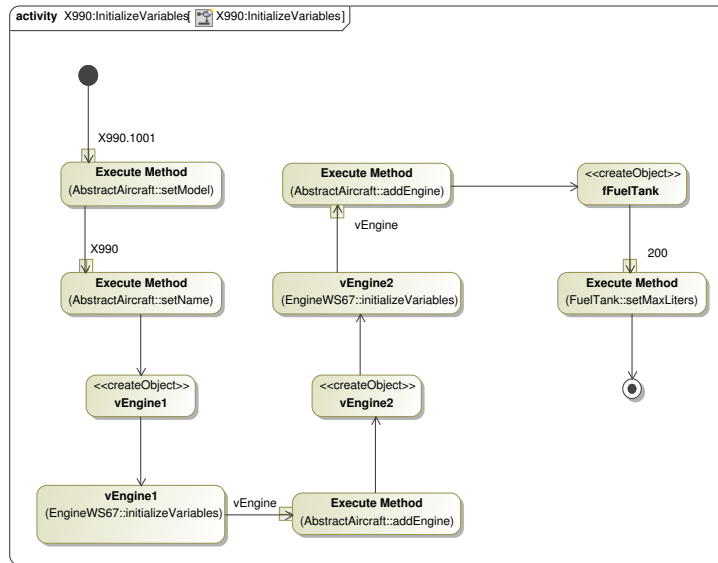 activity X990:InitializeVariables[ X990:InitializeVariables]
X990.1001
Execute Method
(AbstractAircraft::setModel)
X990
Execute Method
(AbstractAircraft::setName)
<<createObject>>
vEngine1
vEngine1
(EngineWS67::initializeVariables)
vEngine
Execute Method
(AbstractAircraft::addEngine)
<<createObject>>
vEngine2
vEngine2
(EngineWS67::initializeVariables)
vEngine
Execute Method
(AbstractAircraft::addEngine)
<<createObject>>
fFuelTank
200
Execute Method
(FuelTank::setMaxLiters)